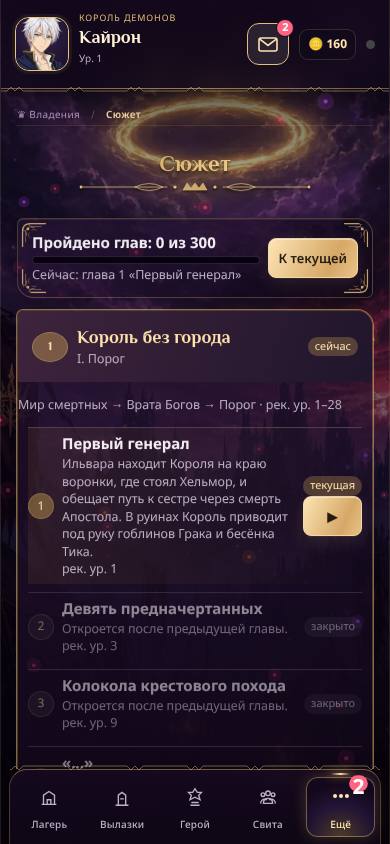 КОРОЛЬ ДЕМОНОВ
Кайрон
Ур. 1
2
160
Владения / Сюжет
Сюжет
Пройдено глав: 0 из 300
Сейчас: глава 1 «Первый генерал»
К текущей
1
Король без города
I. Порог
сейчас
Мир смертных → Врата Богов → Порог · рек. ур. 1–28
1
Первый генерал
Ильвара находит Короля на краю
воронки, где стоял Хельмор, и
обещает путь к сестре через смерть
Апостола. В руинах Король приводит
под руку гоблинов Грака и бесёнка
Тика.
рек. ур. 1
текущая
2
Девять предначертанных
Откроется после предыдущей главы.
рек. ур. 3
закрыто
3
Колокола крестового похода
Откроется после предыдущей главы.
рек. ур. 9
закрыто
«...»
Лагерь
Вылазки
Герой
Свита
2
Ещё